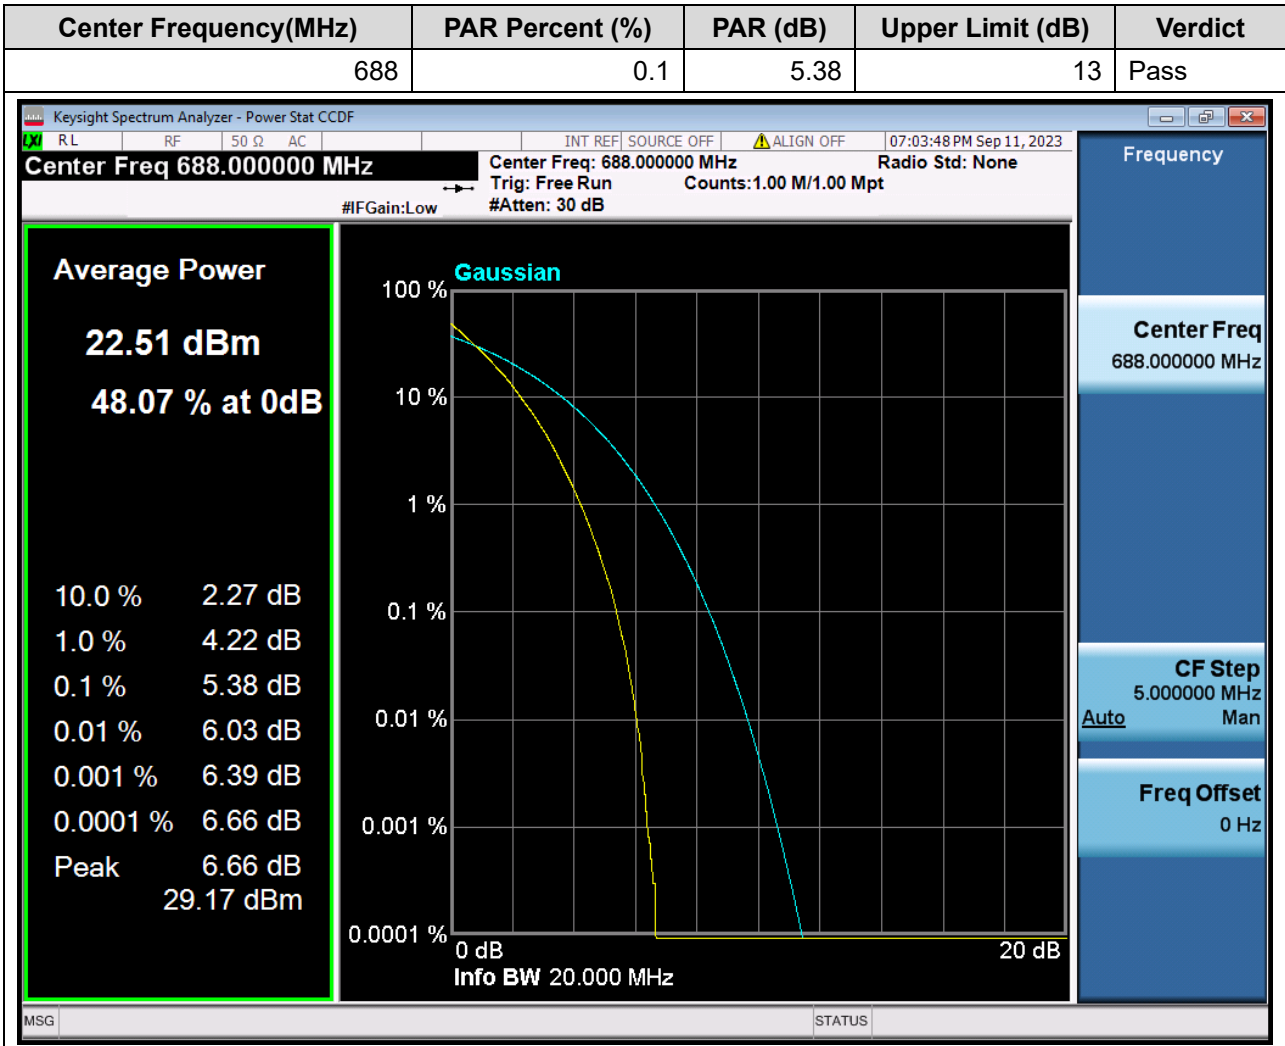 Center Frequency(MHz) PAR Percent (%) PAR (dB) Upper Limit (dB) Verdict
688 0.1 5.38 13 Pass
Keysight Spectrum Analyzer - Power Stat CCDF
LXI RL RF 50 Ω AC INT REF SOURCE OFF ALIGN OFF 07:03:48 PM Sep 11, 2023
Center Freq 688.000000 MHz
Center Freq: 688.000000 MHz Radio Std: None
Trig: Free Run Counts:1.00 M/1.00 Mpt
#IFGain:Low #Atten: 30 dB
Average Power
22.51 dBm
48.07 % at 0dB
10.0 % 2.27 dB
1.0 % 4.22 dB
0.1 % 5.38 dB
0.01 % 6.03 dB
0.001 % 6.39 dB
0.0001 % 6.66 dB
Peak 6.66 dB
29.17 dBm
Gaussian
100 %
10 %
1 %
0.1 %
0.01 %
0.001 %
0.0001 %
0 dB 20 dB
Info BW 20.000 MHz
Frequency
Center Freq
688.000000 MHz
CF Step
5.000000 MHz
Auto Man
Freq Offset
0 Hz
MSG STATUS